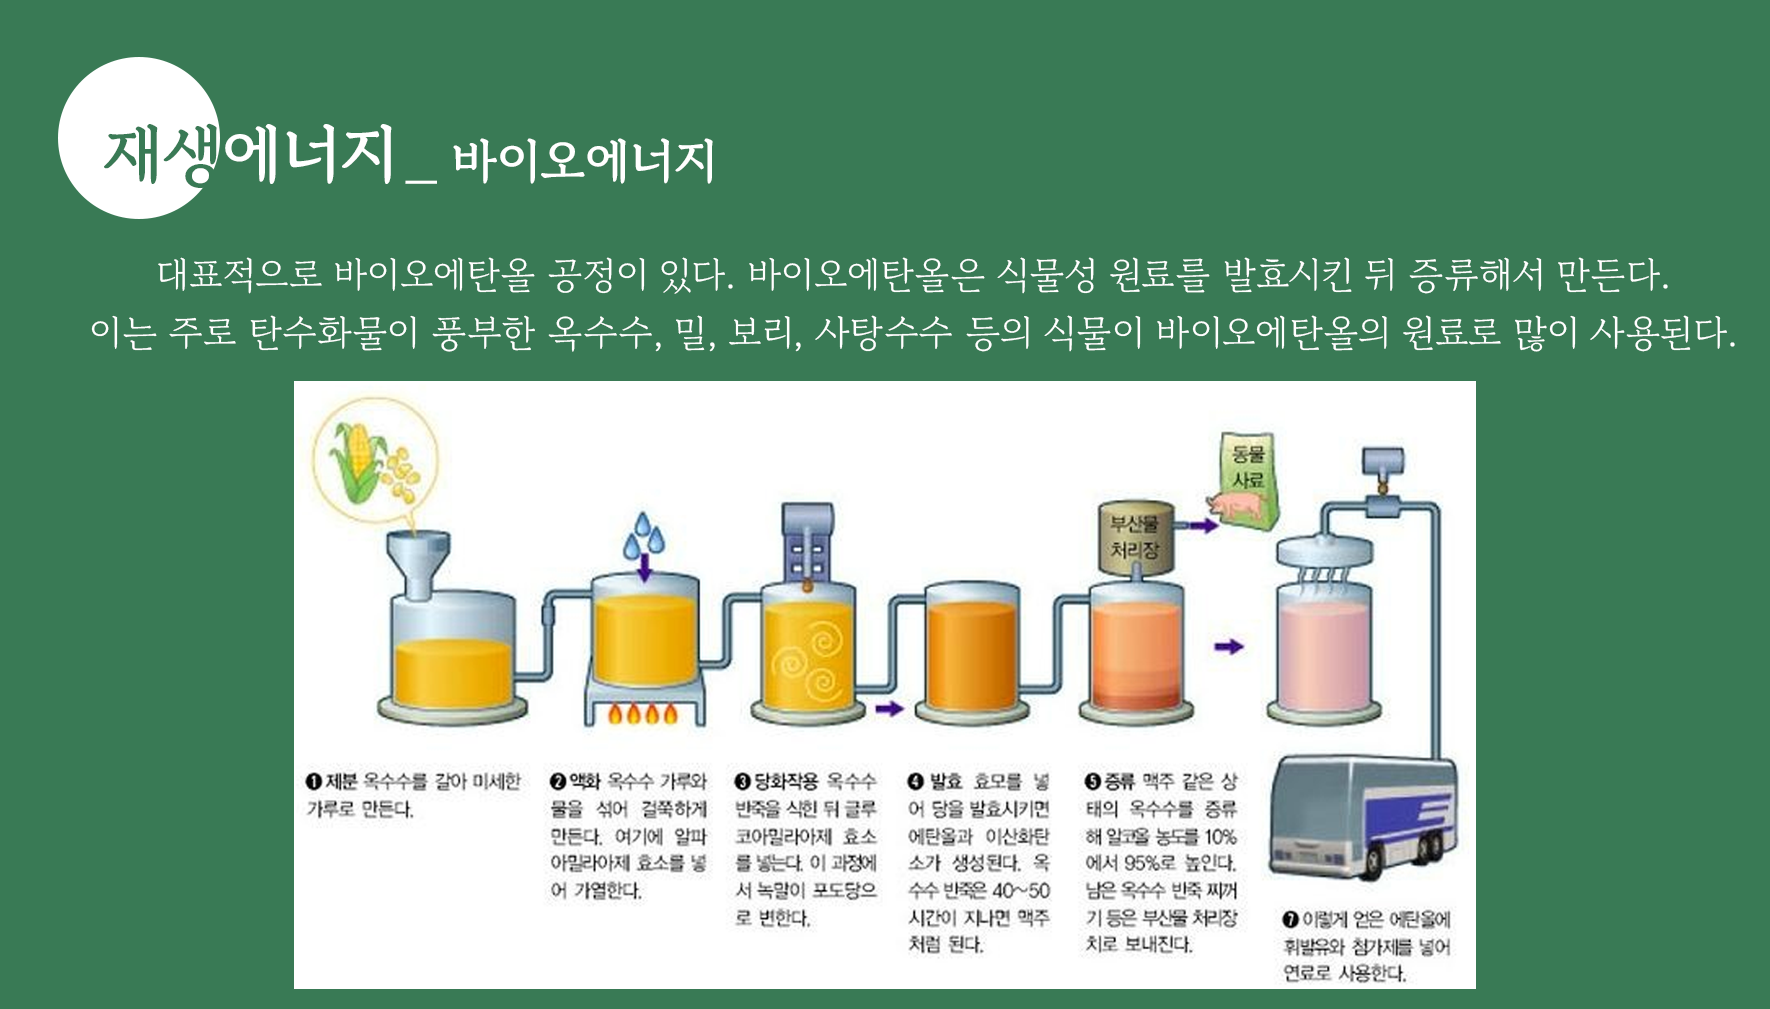 재생에너지 _ 바이오에너지
대표적으로 바이오에탄올 공정이 있다. 바이오에탄올은 식물성 원료를 발효시킨 뒤 증류해서 만든다.
이는 주로 탄수화물이 풍부한 옥수수, 밀, 보리, 사탕수수 등의 식물이 바이오에탄올의 원료로 많이 사용된다.
동물
사료
부산물
처리장
❶ 제분 옥수수를 갈아 미세한
가루로 만든다.
❷ 액화 옥수수 가루와
물을 섞어 걸쭉하게
만든다. 여기에 알파
아밀라아제 효소를 넣
어 가열한다.
❸ 당화작용 옥수수
반죽을 식힌 뒤 글루
코아밀라아제 효소
를 넣는다. 이 과정에
서 녹말이 포도당으
로 변한다.
❹ 발효 효모를 넣
어 당을 발효시키면
에탄올과 이산화탄
소가 생성된다. 옥
수수 반죽은 40~50
시간이 지나면 맥주
처럼 된다.
❺ 증류 맥주 같은 상
태의 옥수수를 증류
해 알코올 농도를 10%
에서 95%로 높인다.
남은 옥수수 반죽 찌꺼
기 등은 부산물 처리장
치로 보내진다.
❼ 이렇게 얻은 에탄올에
휘발유와 첨가제를 넣어
연료로 사용한다.